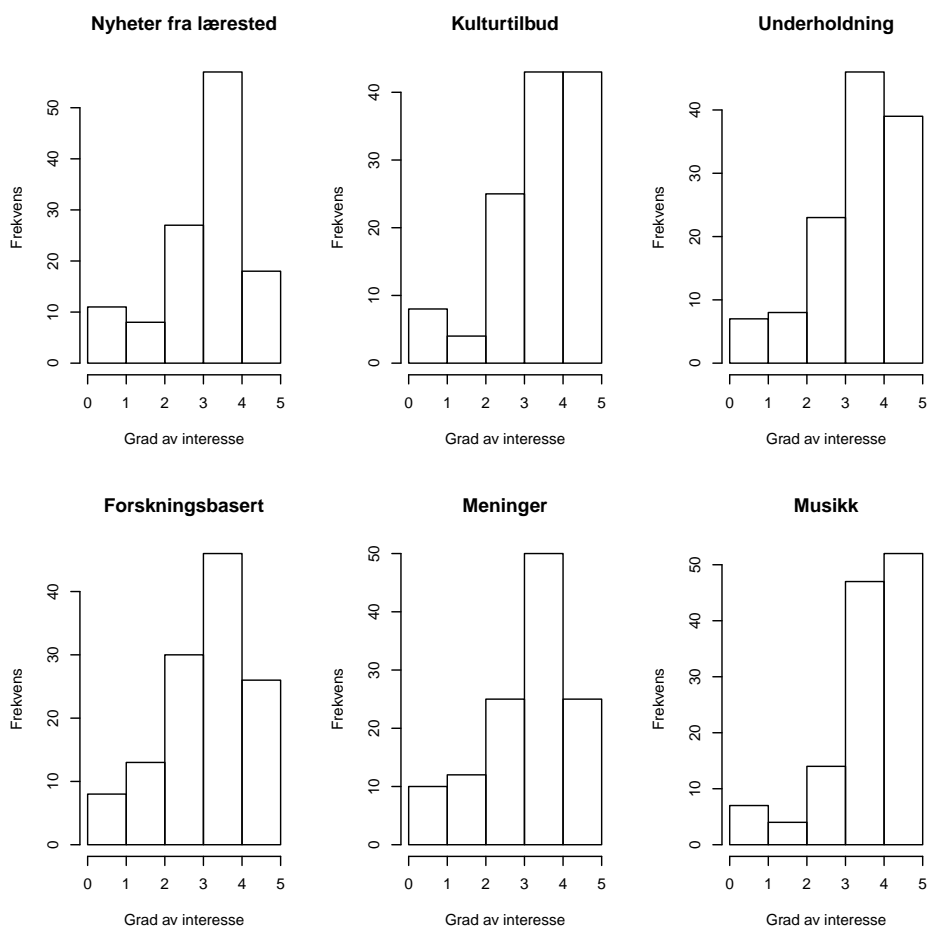 Nyheter fra lærested
Frekvens
0 10 20 30 40 50
0 1 2 3 4 5
Grad av interesse
Kulturtilbud
Frekvens
0 10 20 30 40
0 1 2 3 4 5
Grad av interesse
Underholdning
Frekvens
0 10 20 30 40
0 1 2 3 4 5
Grad av interesse
Forskningsbasert
Frekvens
0 10 20 30 40
0 1 2 3 4 5
Grad av interesse
Meninger
Frekvens
0 10 20 30 40 50
0 1 2 3 4 5
Grad av interesse
Musikk
Frekvens
0 10 20 30 40 50
0 1 2 3 4 5
Grad av interesse